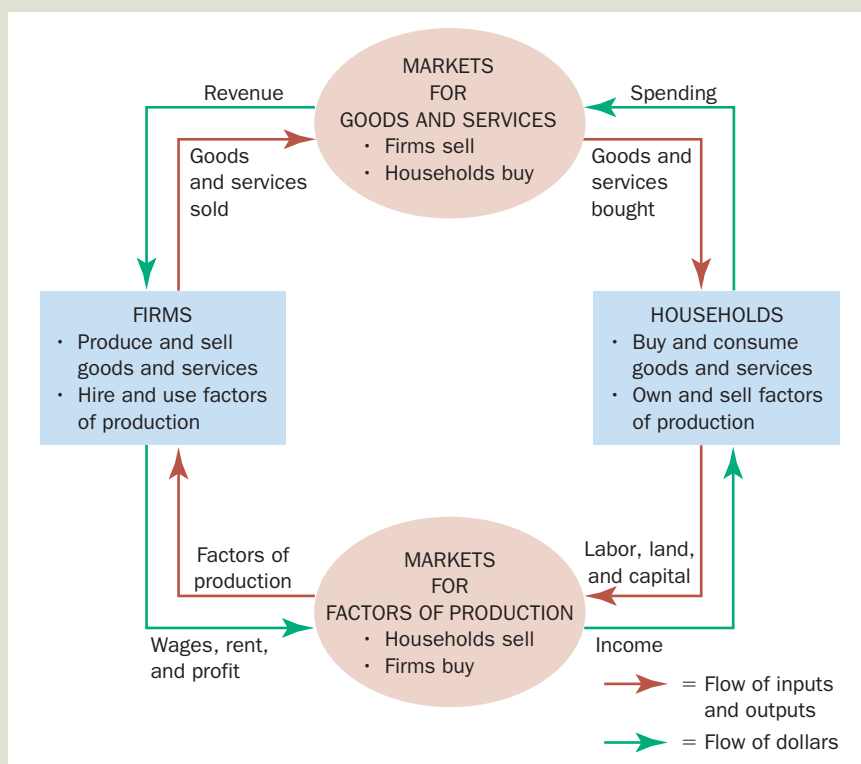 MARKETS
FOR
GOODS AND SERVICES
• Firms sell
• Households buy
Revenue
Spending
Goods
and services
sold
Goods and
services
bought
FIRMS
• Produce and sell
goods and services
• Hire and use factors
of production
HOUSEHOLDS
• Buy and consume
goods and services
• Own and sell factors
of production
Factors of
production
Labor, land,
and capital
MARKETS
FOR
FACTORS OF PRODUCTION
• Households sell
• Firms buy
Wages, rent,
and profit
Income
= Flow of inputs
and outputs
= Flow of dollars